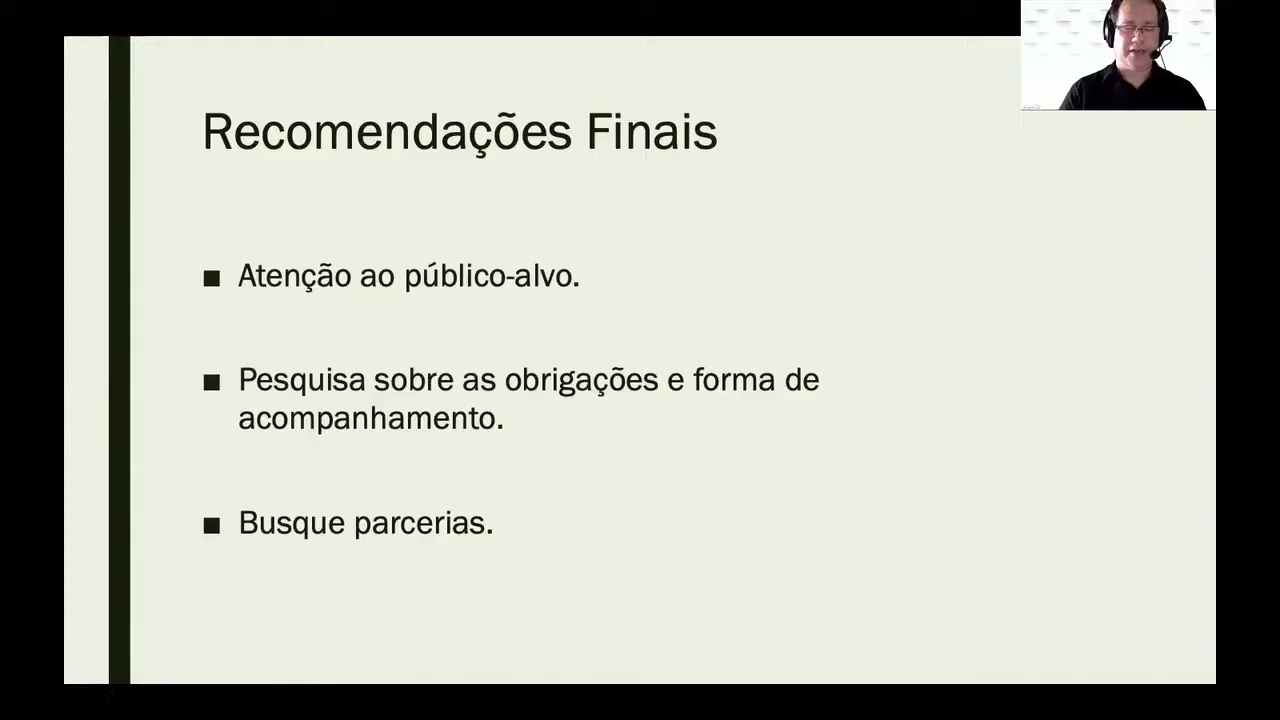 Recomendações Finais
■ Atenção ao público-alvo.
■ Pesquisa sobre as obrigações e forma de
acompanhamento.
■ Busque parcerias.